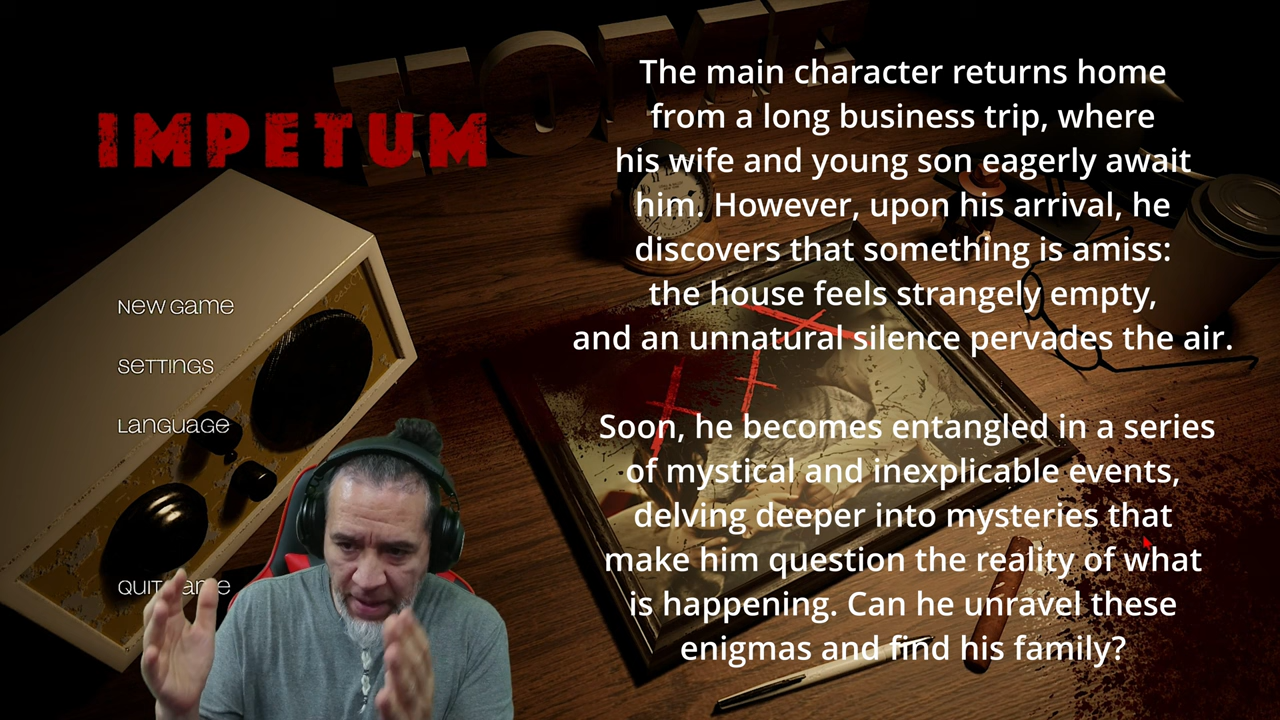 HOME
IMPETUM
The main character returns home
from a long business trip, where
his wife and young son eagerly await
him. However, upon his arrival, he
discovers that something is amiss:
the house feels strangely empty,
and an unnatural silence pervades the air.
Soon, he becomes entangled in a series
of mystical and inexplicable events,
delving deeper into mysteries that
make him question the reality of what
is happening. Can he unravel these
enigmas and find his family?
New Game
Settings
Language
Quit Game